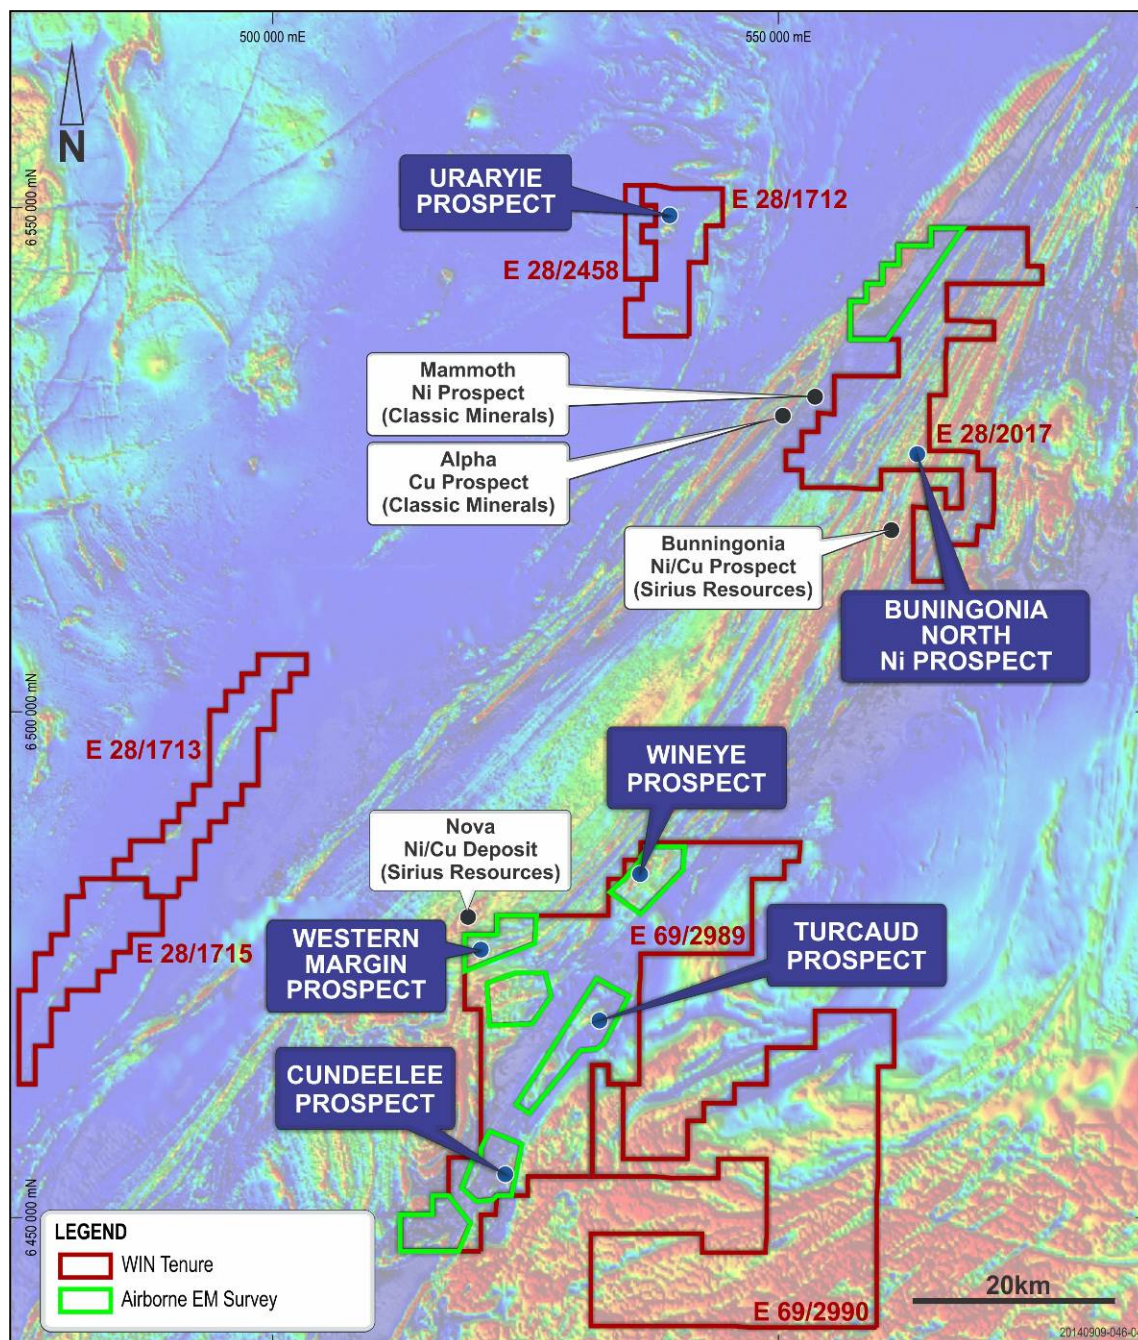 500 000 mE
550 000 mE
N
6 550 000 mN
6 500 000 mN
6 450 000 mN
URARYIE
PROSPECT
E 28/1712
E 28/2458
Mammoth
Ni Prospect
(Classic Minerals)
Alpha
Cu Prospect
(Classic Minerals)
E 28/2017
Bunningonia
Ni/Cu Prospect
(Sirius Resources)
BUNINGONIA
NORTH
Ni PROSPECT
E 28/1713
WINEYE
PROSPECT
Nova
Ni/Cu Deposit
(Sirius Resources)
E 28/1715
WESTERN
MARGIN
PROSPECT
E 69/2989
TURCAUD
PROSPECT
CUNDEELEE
PROSPECT
LEGEND
WIN Tenure
Airborne EM Survey
20km
E 69/2990